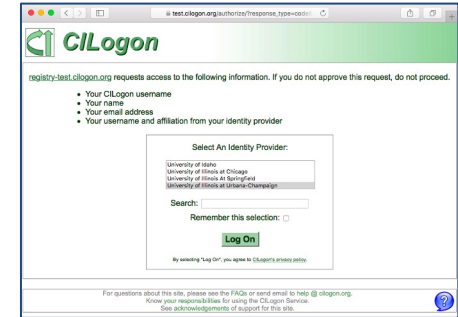 test.cilogon.org/authorize/?response_type=code&
CILogon
registry-test.cilogon.org requests access to the following information. If you do not approve this request, do not proceed.
• Your CILogon username
• Your name
• Your email address
• Your username and affiliation from your identity provider
Select An Identity Provider:
University of Idaho
University of Illinois at Chicago
University of Illinois At Springfield
University of Illinois at Urbana-Champaign
Search:
Remember this selection:
Log On
By selecting "Log On", you agree to CILogon's privacy policy.
For questions about this site, please see the FAQs or send email to help @ cilogon.org.
Know your responsibilities for using the CILogon Service.
See acknowledgements of support for this site.